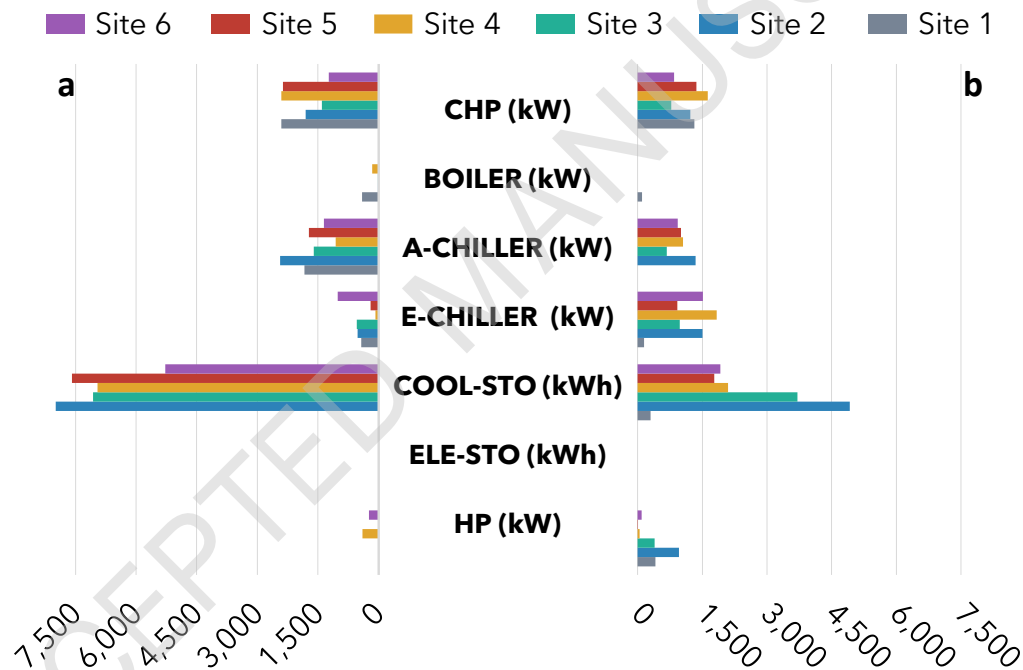 Site 6 Site 5 Site 4 Site 3 Site 2 Site 1
a b
CHP (kW)
BOILER (kW)
A-CHILLER (kW)
E-CHILLER (kW)
COOL-STO (kWh)
ELE-STO (kWh)
HP (kW)
7,500 6,000 4,500 3,000 1,500 0 0 1,500 3,000 4,500 6,000 7,500
CEPTED MANUS